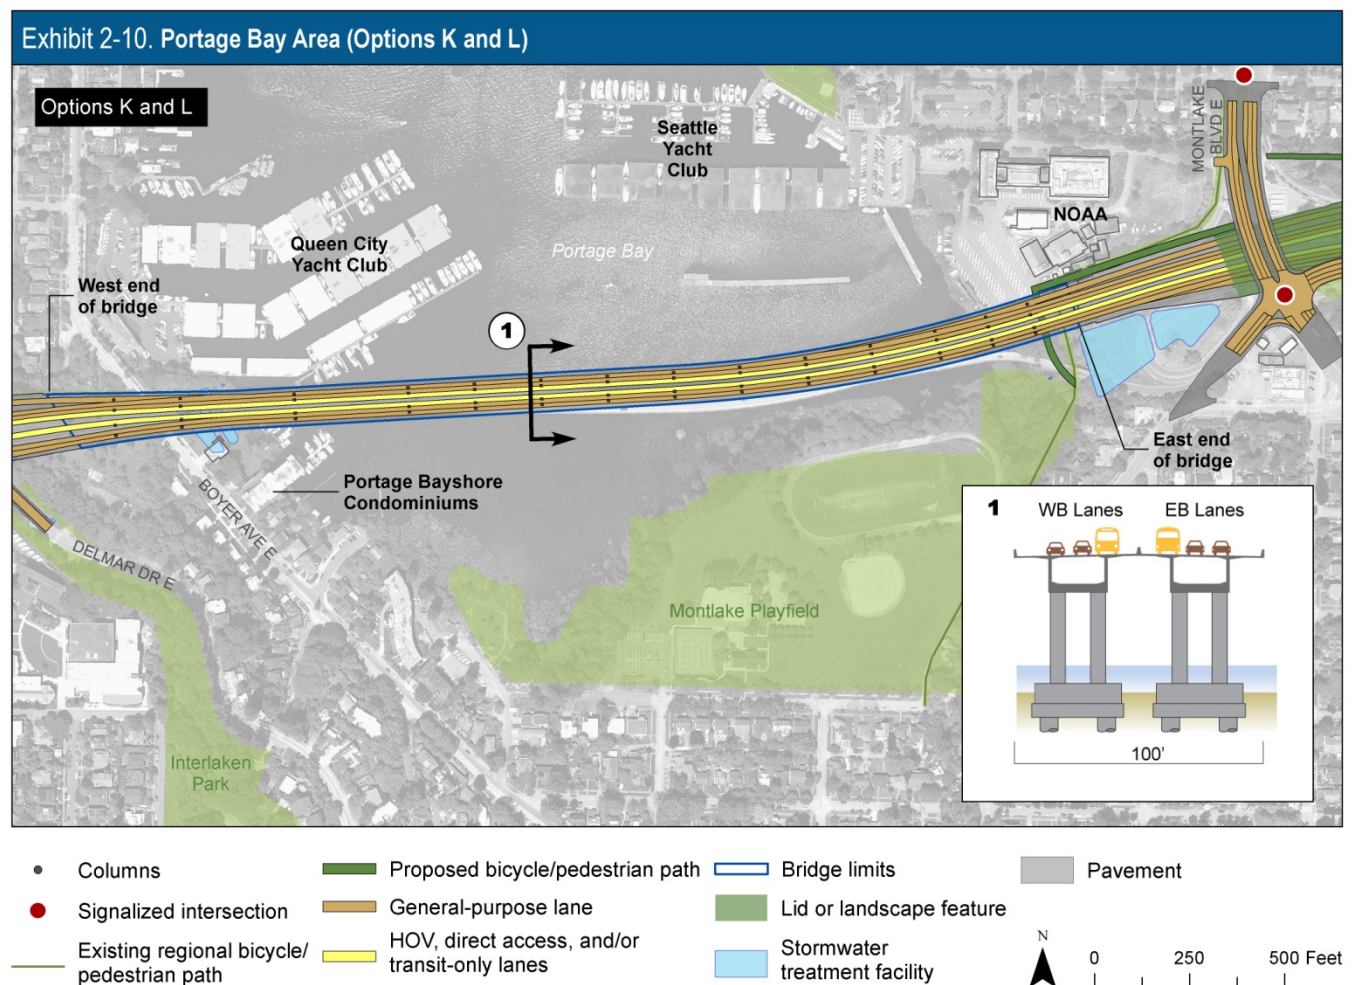 Exhibit 2-10. Portage Bay Area (Options K and L)
Options K and L
Seattle
Yacht
Club
MONTLAKE
BLVD E
NOAA
Queen City
Yacht Club
Portage Bay
West end
of bridge
1
East end
of bridge
Portage Bayshore
Condominiums
BOYER AVE E
DELMAR DR E
Montlake Playfield
Interlaken
Park
1
WB Lanes
EB Lanes
100'
Columns
Signalized intersection
Existing regional bicycle/
pedestrian path
Proposed bicycle/pedestrian path
General-purpose lane
HOV, direct access, and/or
transit-only lanes
Bridge limits
Lid or landscape feature
Stormwater
treatment facility
Pavement
N
0 250 500 Feet